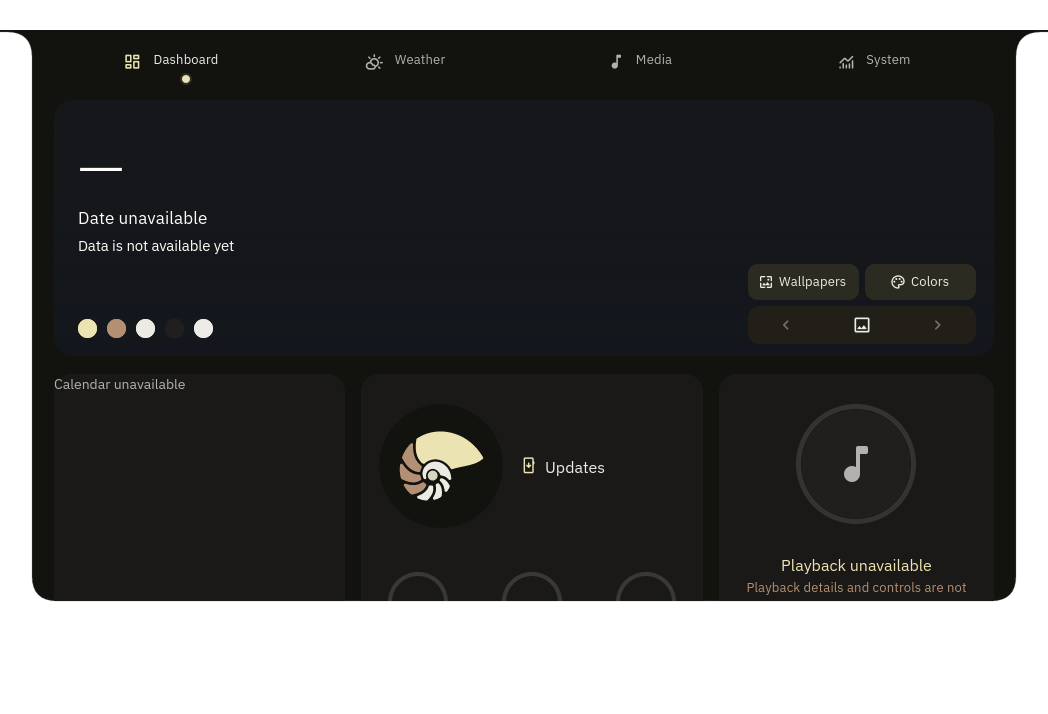 Dashboard
Weather
Media
System
Date unavailable
Data is not available yet
Wallpapers
Colors
Calendar unavailable
Updates
Playback unavailable
Playback details and controls are not